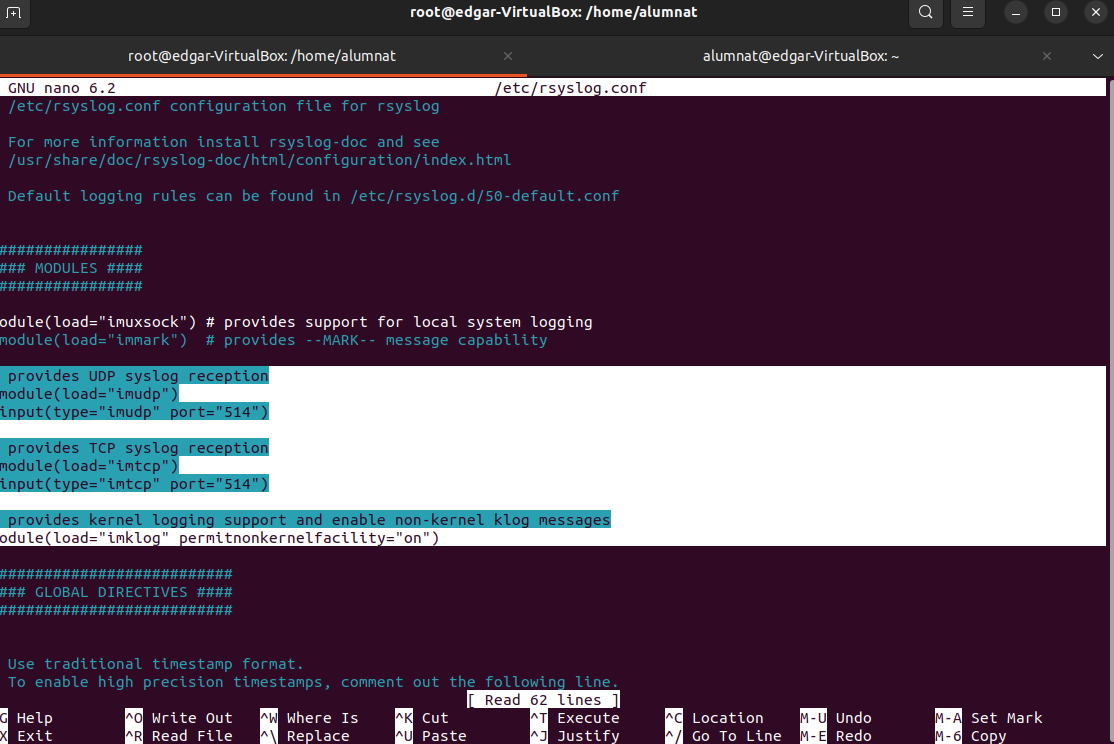 root@edgar-VirtualBox: /home/alumnat
root@edgar-VirtualBox: /home/alumnat
alumnat@edgar-VirtualBox: ~
GNU nano 6.2 /etc/rsyslog.conf
/etc/rsyslog.conf configuration file for rsyslog
For more information install rsyslog-doc and see
/usr/share/doc/rsyslog-doc/html/configuration/index.html
Default logging rules can be found in /etc/rsyslog.d/50-default.conf
################
### MODULES ####
################
odule(load="imuxsock") # provides support for local system logging
module(load="immark")  # provides --MARK-- message capability
provides UDP syslog reception
module(load="imudp")
input(type="imudp" port="514")
provides TCP syslog reception
module(load="imtcp")
input(type="imtcp" port="514")
provides kernel logging support and enable non-kernel klog messages
odule(load="imklog" permitnonkernelfacility="on")
##########################
### GLOBAL DIRECTIVES ####
##########################
Use traditional timestamp format.
To enable high precision timestamps, comment out the following line.
[ Read 62 lines ]
G Help ^O Write Out ^W Where Is ^K Cut ^T Execute ^C Location M-U Undo M-A Set Mark
X Exit ^R Read File ^\ Replace ^U Paste ^J Justify ^/ Go To Line M-E Redo M-6 Copy